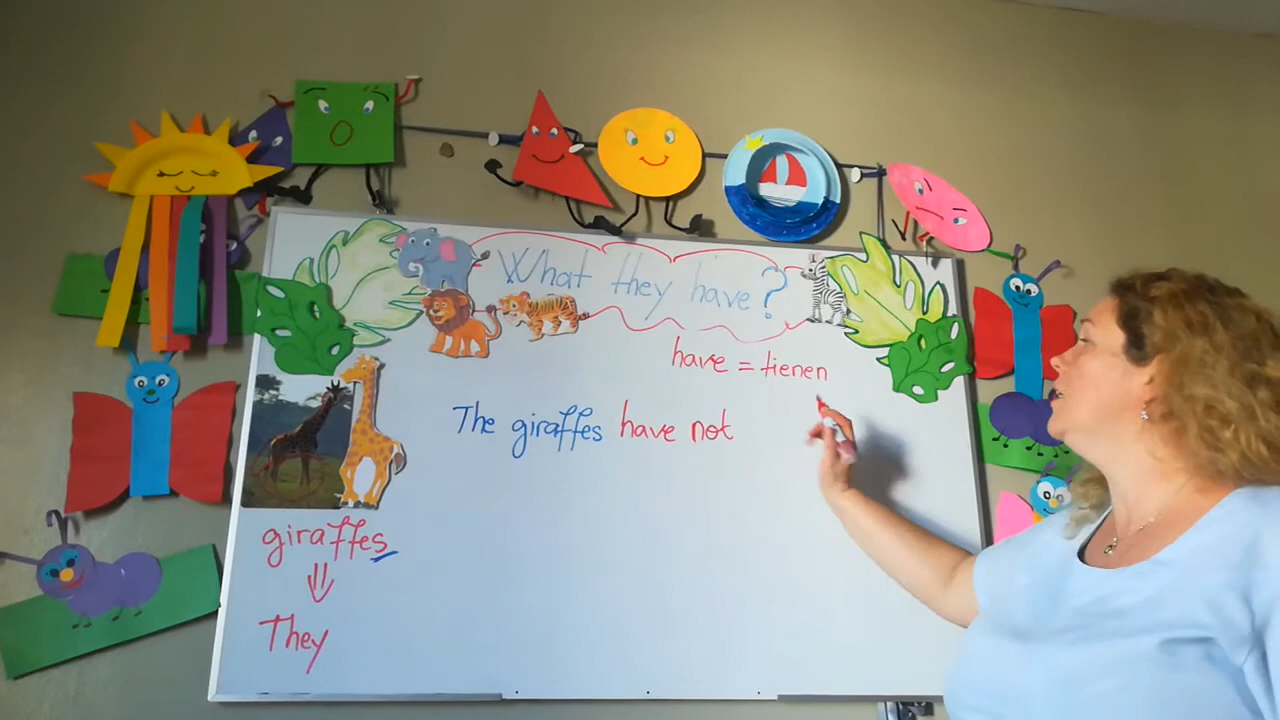 What they have?
have = tienen
The giraffes have not
giraffes
They